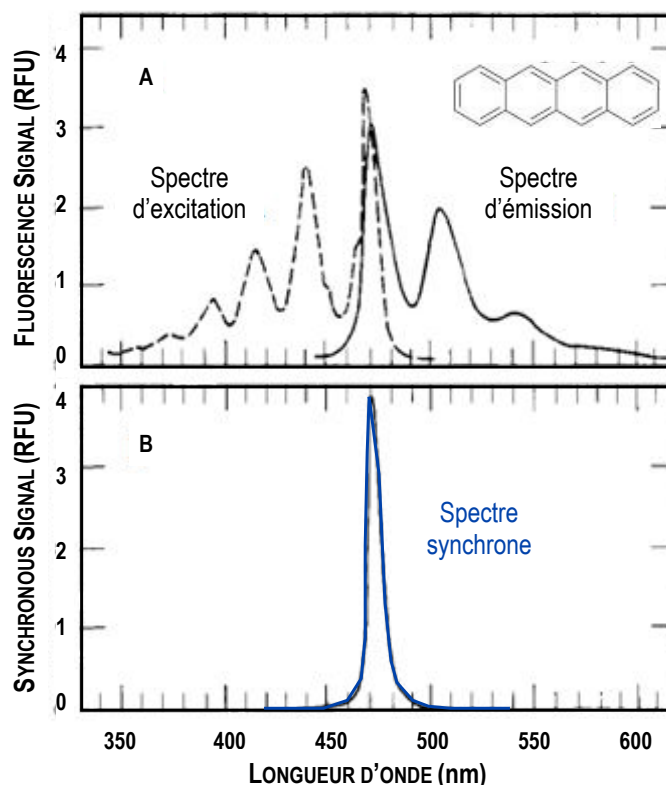 FLUORESCENCE SIGNAL (RFU)
4
3
2
1
0
A
Spectre
d'excitation
Spectre
d'émission
SYNCHRONOUS SIGNAL (RFU)
4
3
2
1
0
B
Spectre
synchrone
350 400 450 500 550 600
LONGUEUR D'ONDE (nm)